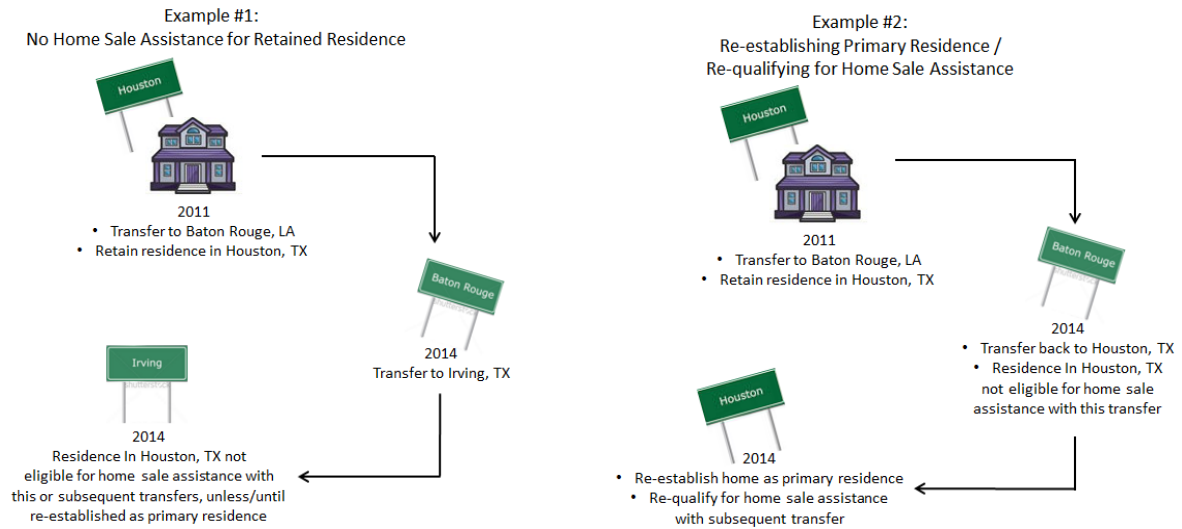 Example #1:
No Home Sale Assistance for Retained Residence
Houston
2011
• Transfer to Baton Rouge, LA
• Retain residence in Houston, TX
Baton Rouge
2014
Transfer to Irving, TX
Irving
2014
Residence In Houston, TX not
eligible for home sale assistance with
this or subsequent transfers, unless/until
re-established as primary residence
Example #2:
Re-establishing Primary Residence /
Re-qualifying for Home Sale Assistance
Houston
2011
• Transfer to Baton Rouge, LA
• Retain residence in Houston, TX
Baton Rouge
2014
• Transfer back to Houston, TX
• Residence In Houston, TX
not eligible for home sale
assistance with this transfer
Houston
2014
• Re-establish home as primary residence
• Re-qualify for home sale assistance
with subsequent transfer